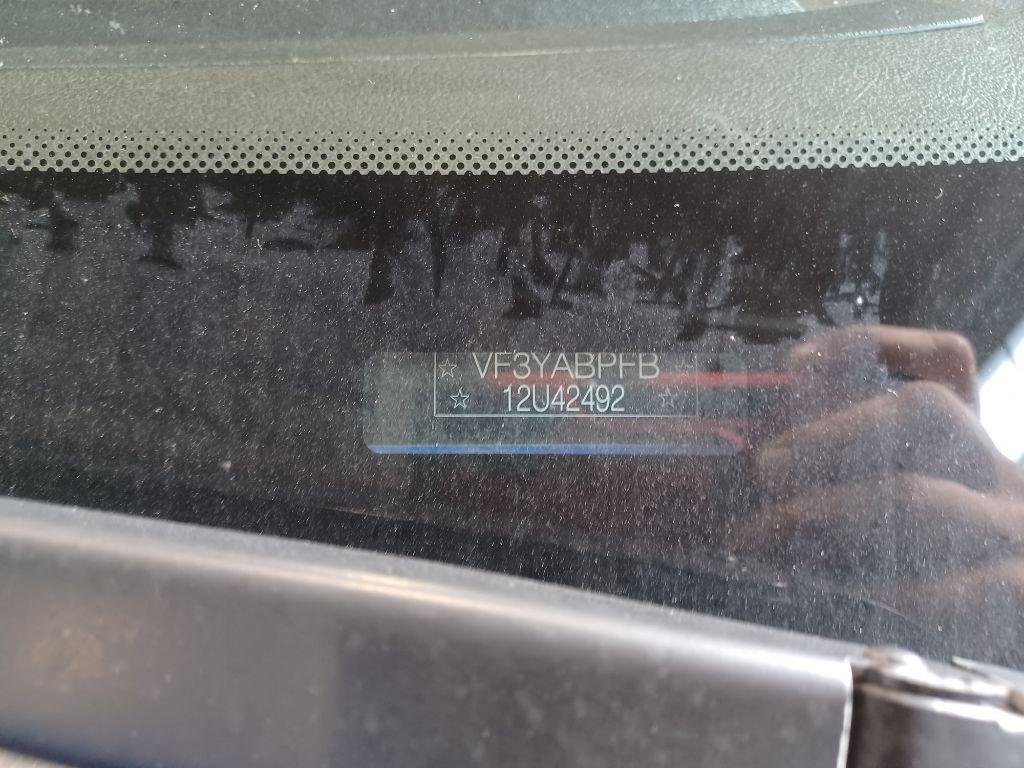 ☆ VF3YABPFB ☆
☆ 12U42492 ☆